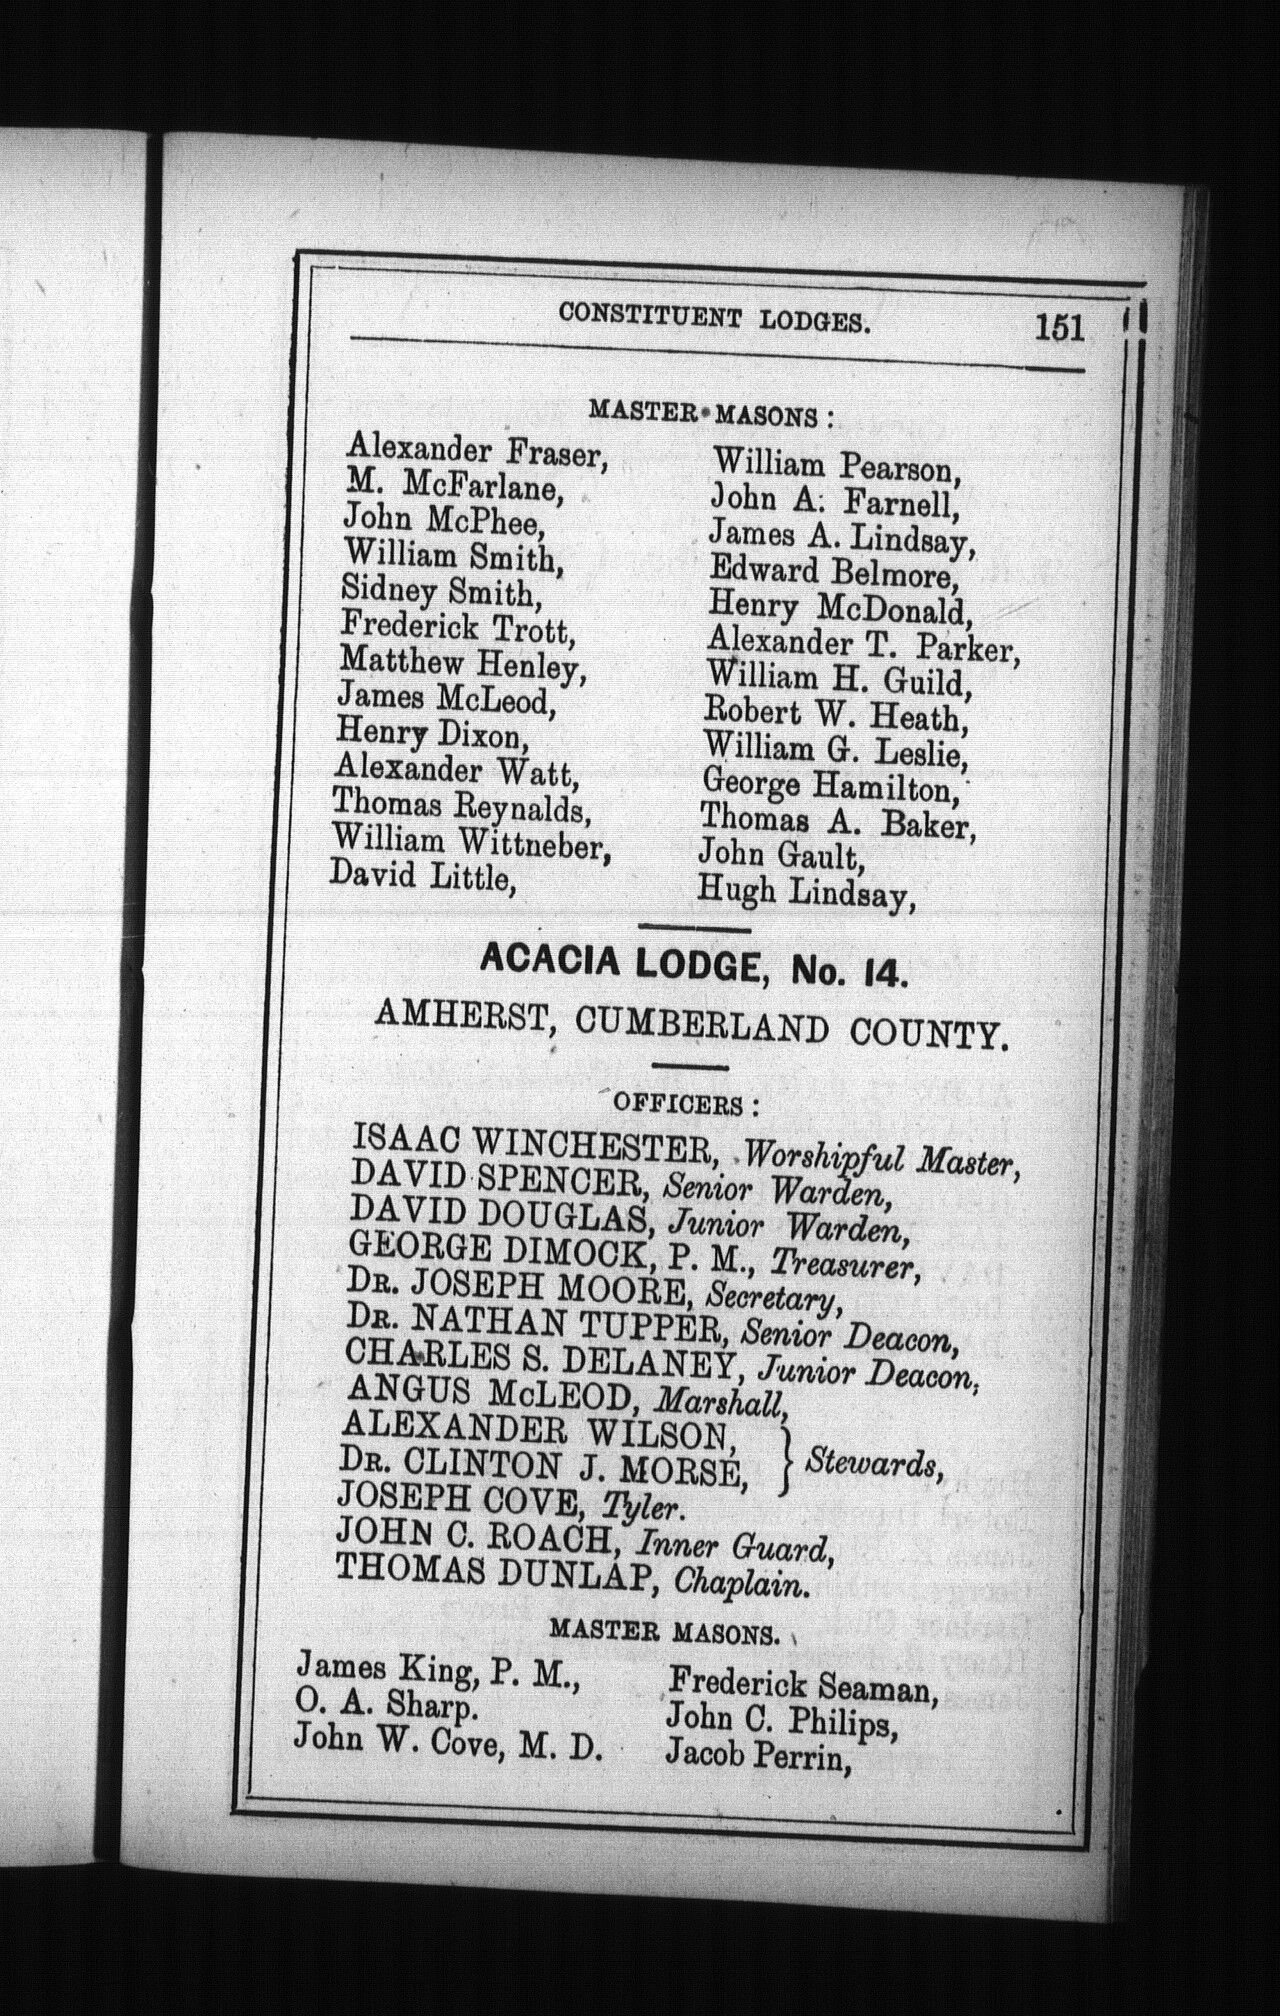 CONSTITUENT LODGES. 151
MASTER MASONS:
Alexander Fraser,
M. McFarlane,
John McPhee,
William Smith,
Sidney Smith,
Frederick Trott,
Matthew Henley,
James McLeod,
Henry Dixon,
Alexander Watt,
Thomas Reynalds,
William Wittneber,
David Little,
William Pearson,
John A. Farnell,
James A. Lindsay,
Edward Belmore,
Henry McDonald,
Alexander T. Parker,
William H. Guild,
Robert W. Heath,
William G. Leslie,
George Hamilton,
Thomas A. Baker,
John Gault,
Hugh Lindsay,
ACACIA LODGE, No. 14.
AMHERST, CUMBERLAND COUNTY.
OFFICERS:
ISAAC WINCHESTER, Worshipful Master,
DAVID SPENCER, Senior Warden,
DAVID DOUGLAS, Junior Warden,
GEORGE DIMOCK, P. M., Treasurer,
DR. JOSEPH MOORE, Secretary,
DR. NATHAN TUPPER, Senior Deacon,
CHARLES S. DELANEY, Junior Deacon,
ANGUS McLEOD, Marshall,
ALEXANDER WILSON,
DR. CLINTON J. MORSE, } Stewards,
JOSEPH COVE, Tyler.
JOHN C. ROACH, Inner Guard,
THOMAS DUNLAP, Chaplain.
MASTER MASONS.
James King, P. M.,
O. A. Sharp.
John W. Cove, M. D.
Frederick Seaman,
John C. Philips,
Jacob Perrin,